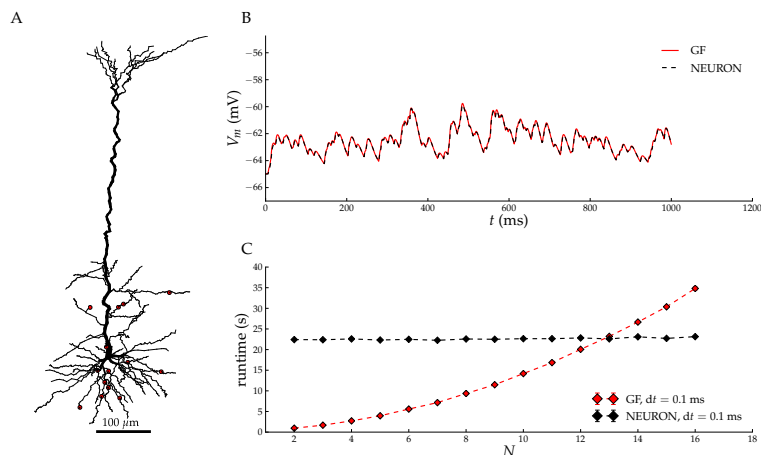 A
100 μm
B
−56
−58
−60
−62
−64
−66
V_m (mV)
0
200
400
600
800
1000
1200
t (ms)
GF
NEURON
C
40
35
30
25
20
15
10
5
0
runtime (s)
0
2
4
6
8
10
12
14
16
18
N
GF, dt = 0.1 ms
NEURON, dt = 0.1 ms